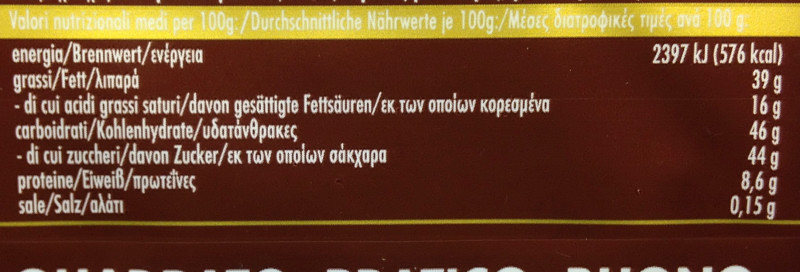 Valori nutrizionali medi per 100g:/Durchschnittliche Nährwerte je 100g:/Μέσες διατροφικές τιμές ανά 100 g:
energia/Brennwert/ενέργεια 2397 kJ (576 kcal)
grassi/Fett/λιπαρά 39 g
- di cui acidi grassi saturi/davon gesättigte Fettsäuren/εκ των οποίων κορεσμένα 16 g
carboidrati/Kohlenhydrate/υδατάνθρακες 46 g
- di cui zuccheri/davon Zucker/εκ των οποίων σάκχαρα 44 g
proteine/Eiweiß/πρωτεΐνες 8,6 g
sale/Salz/αλάτι 0,15 g
QUADRATO PRATICO BUONO